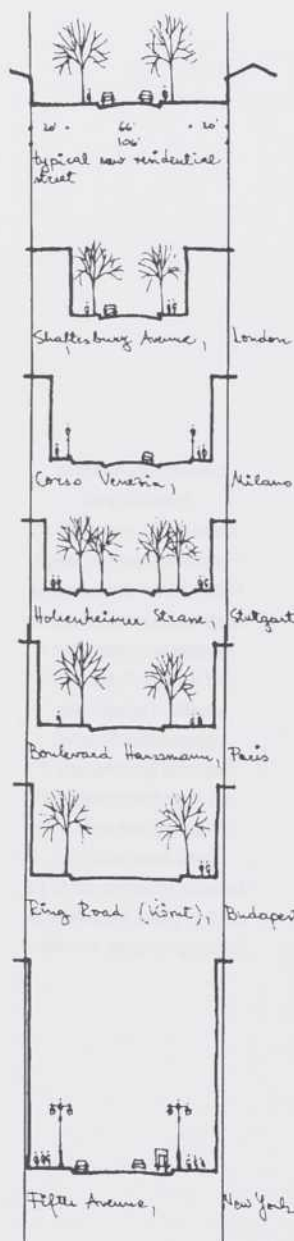 20' 66' 20'
106'
typical new residential
street
Shaftesbury Avenue, London
Corso Venezia, Milano
Hohenheimer Strasse, Stuttgart
Boulevard Haussmann, Paris
Ring Road (Körut), Budapest
Fifth Avenue, New York